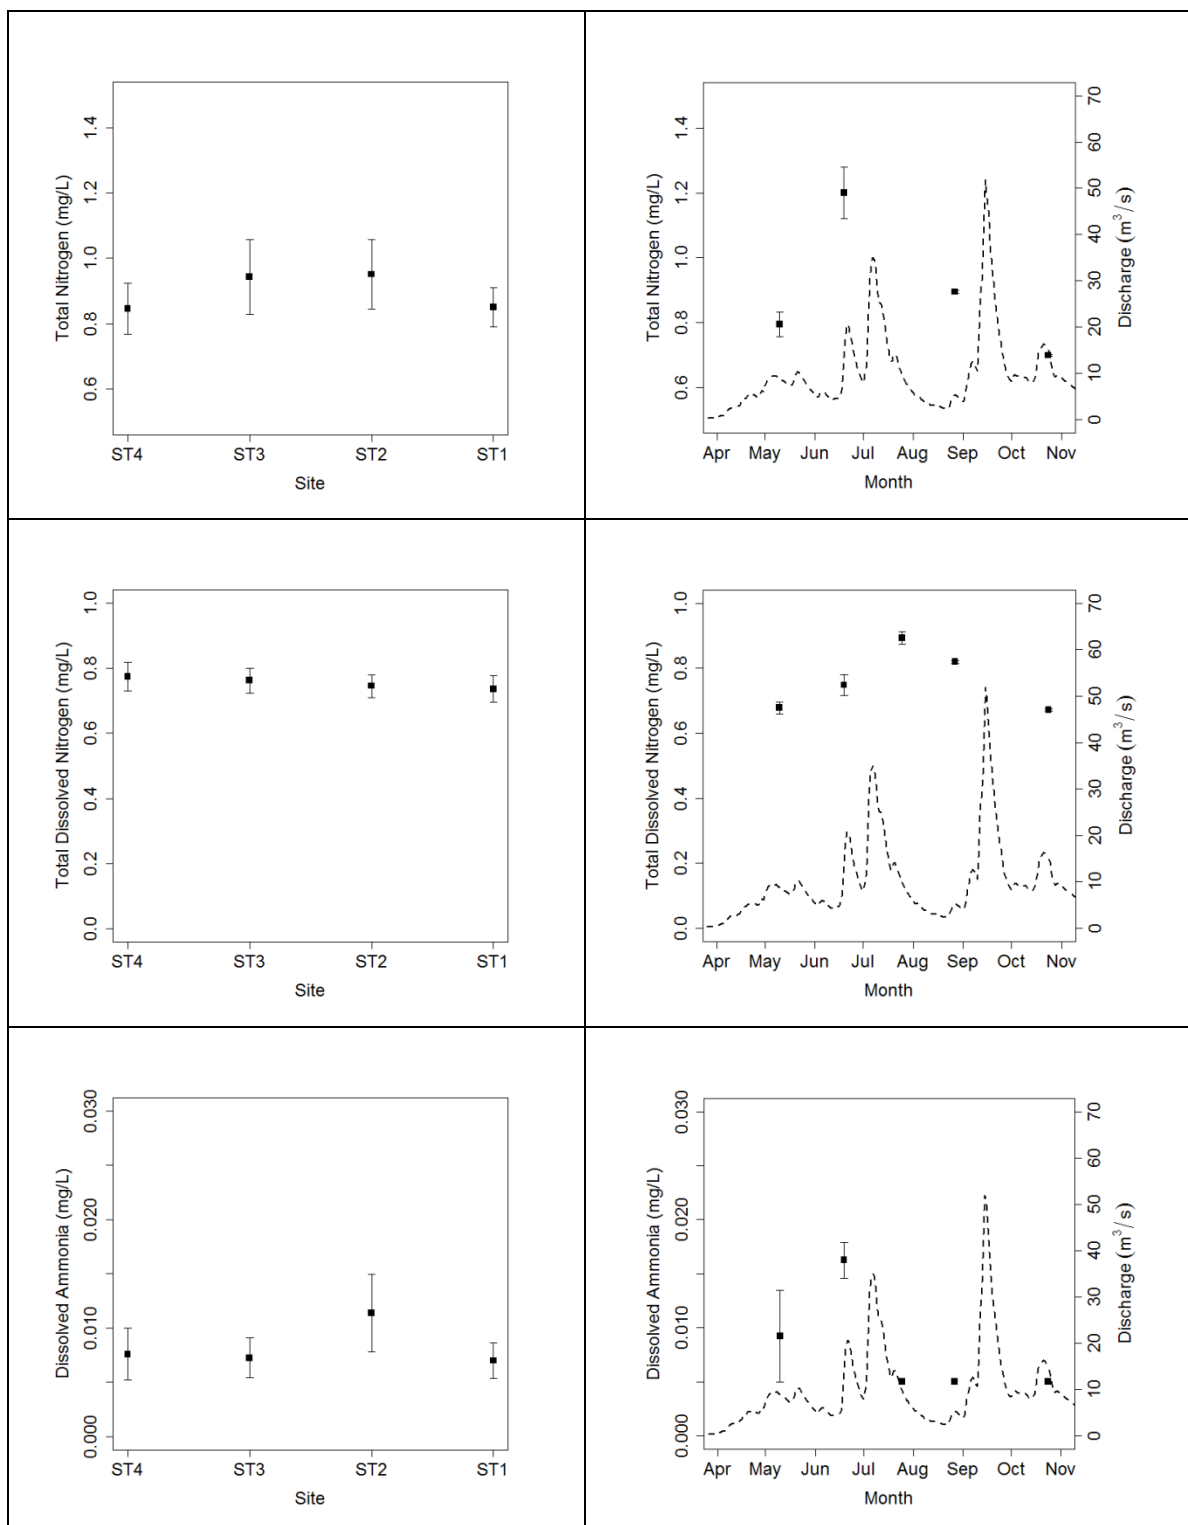 Total Nitrogen (mg/L)
1.4
1.2
1.0
0.8
0.6
ST4 ST3 ST2 ST1
Site
Total Nitrogen (mg/L)
1.4
1.2
1.0
0.8
0.6
70
60
50
40
30
20
10
0
Discharge (m³/s)
Apr May Jun Jul Aug Sep Oct Nov
Month
Total Dissolved Nitrogen (mg/L)
1.0
0.8
0.6
0.4
0.2
0.0
ST4 ST3 ST2 ST1
Site
Total Dissolved Nitrogen (mg/L)
1.0
0.8
0.6
0.4
0.2
0.0
70
60
50
40
30
20
10
0
Discharge (m³/s)
Apr May Jun Jul Aug Sep Oct Nov
Month
Dissolved Ammonia (mg/L)
0.030
0.020
0.010
0.000
ST4 ST3 ST2 ST1
Site
Dissolved Ammonia (mg/L)
0.030
0.020
0.010
0.000
70
60
50
40
30
20
10
0
Discharge (m³/s)
Apr May Jun Jul Aug Sep Oct Nov
Month